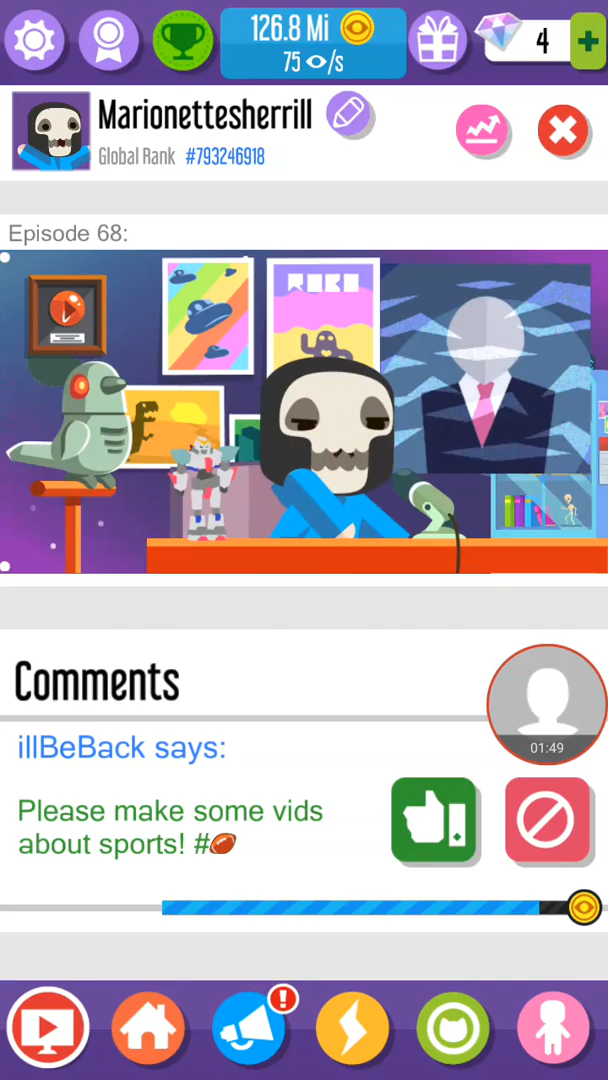 126.8 Mi
75 /s
4
Marionettesherrill
Global Rank #793246918
Episode 68:
Comments
01:49
illBeBack says:
Please make some vids
about sports! #🏈